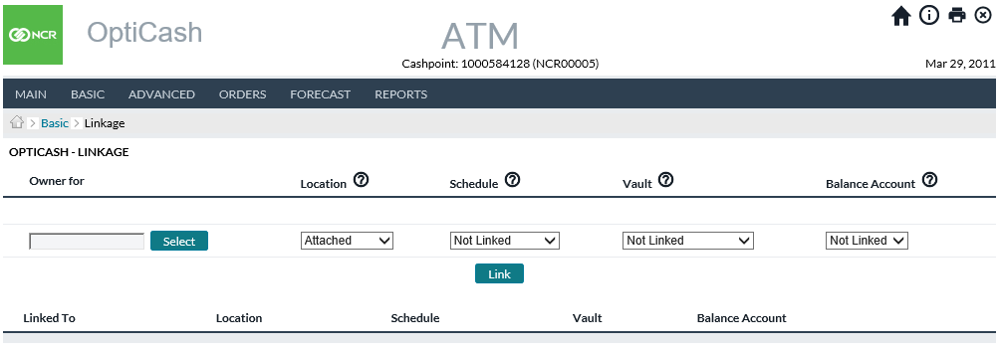 NCR OptiCash ATM
Cashpoint: 1000584128 (NCR00005) Mar 29, 2011
MAIN BASIC ADVANCED ORDERS FORECAST REPORTS
Basic Linkage
OPTICASH - LINKAGE
Owner for Location ? Schedule ? Vault ? Balance Account ?
Select Attached Not Linked Not Linked Not Linked
Link
Linked To Location Schedule Vault Balance Account